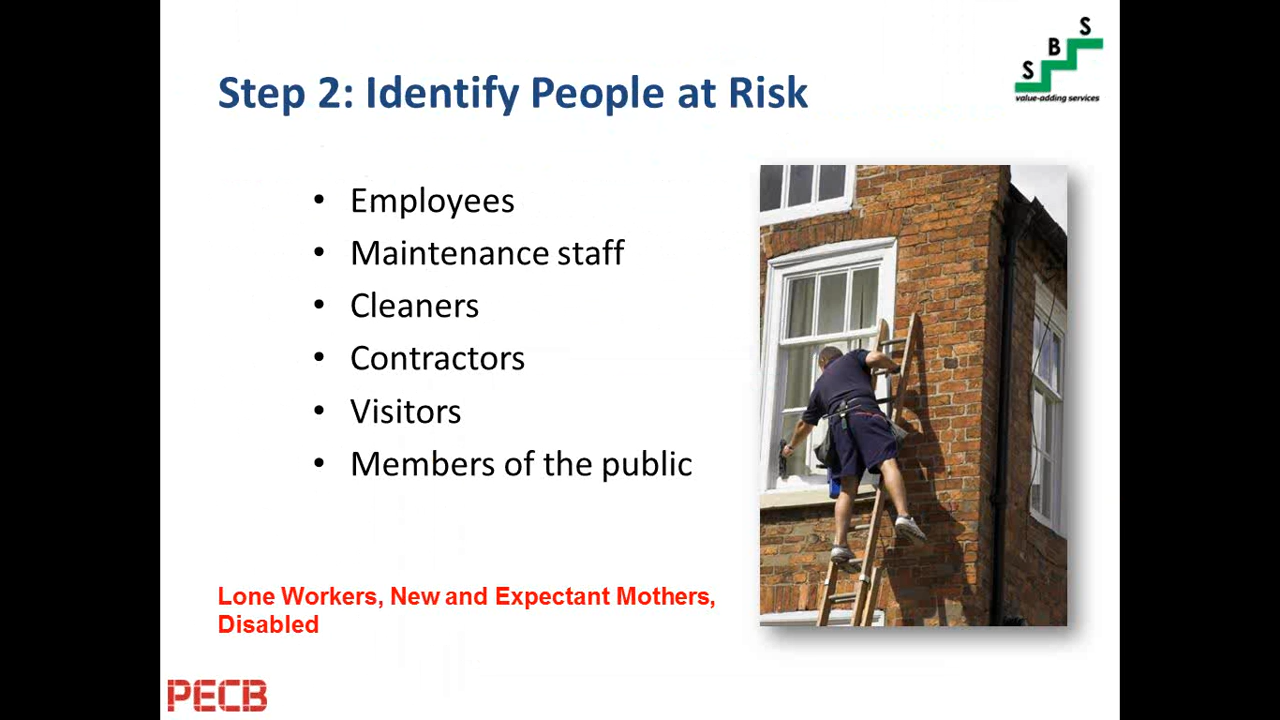 S
B
S
value-adding services
Step 2: Identify People at Risk
• Employees
• Maintenance staff
• Cleaners
• Contractors
• Visitors
• Members of the public
Lone Workers, New and Expectant Mothers,
Disabled
PECB